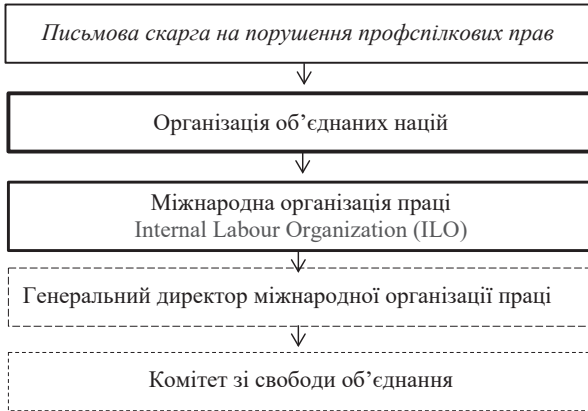 Письмова скарга на порушення профспілкових прав
Організація об’єднаних націй
Міжнародна організація праці
Internal Labour Organization (ILO)
Генеральний директор міжнародної організації праці
Комітет зі свободи об’єднання